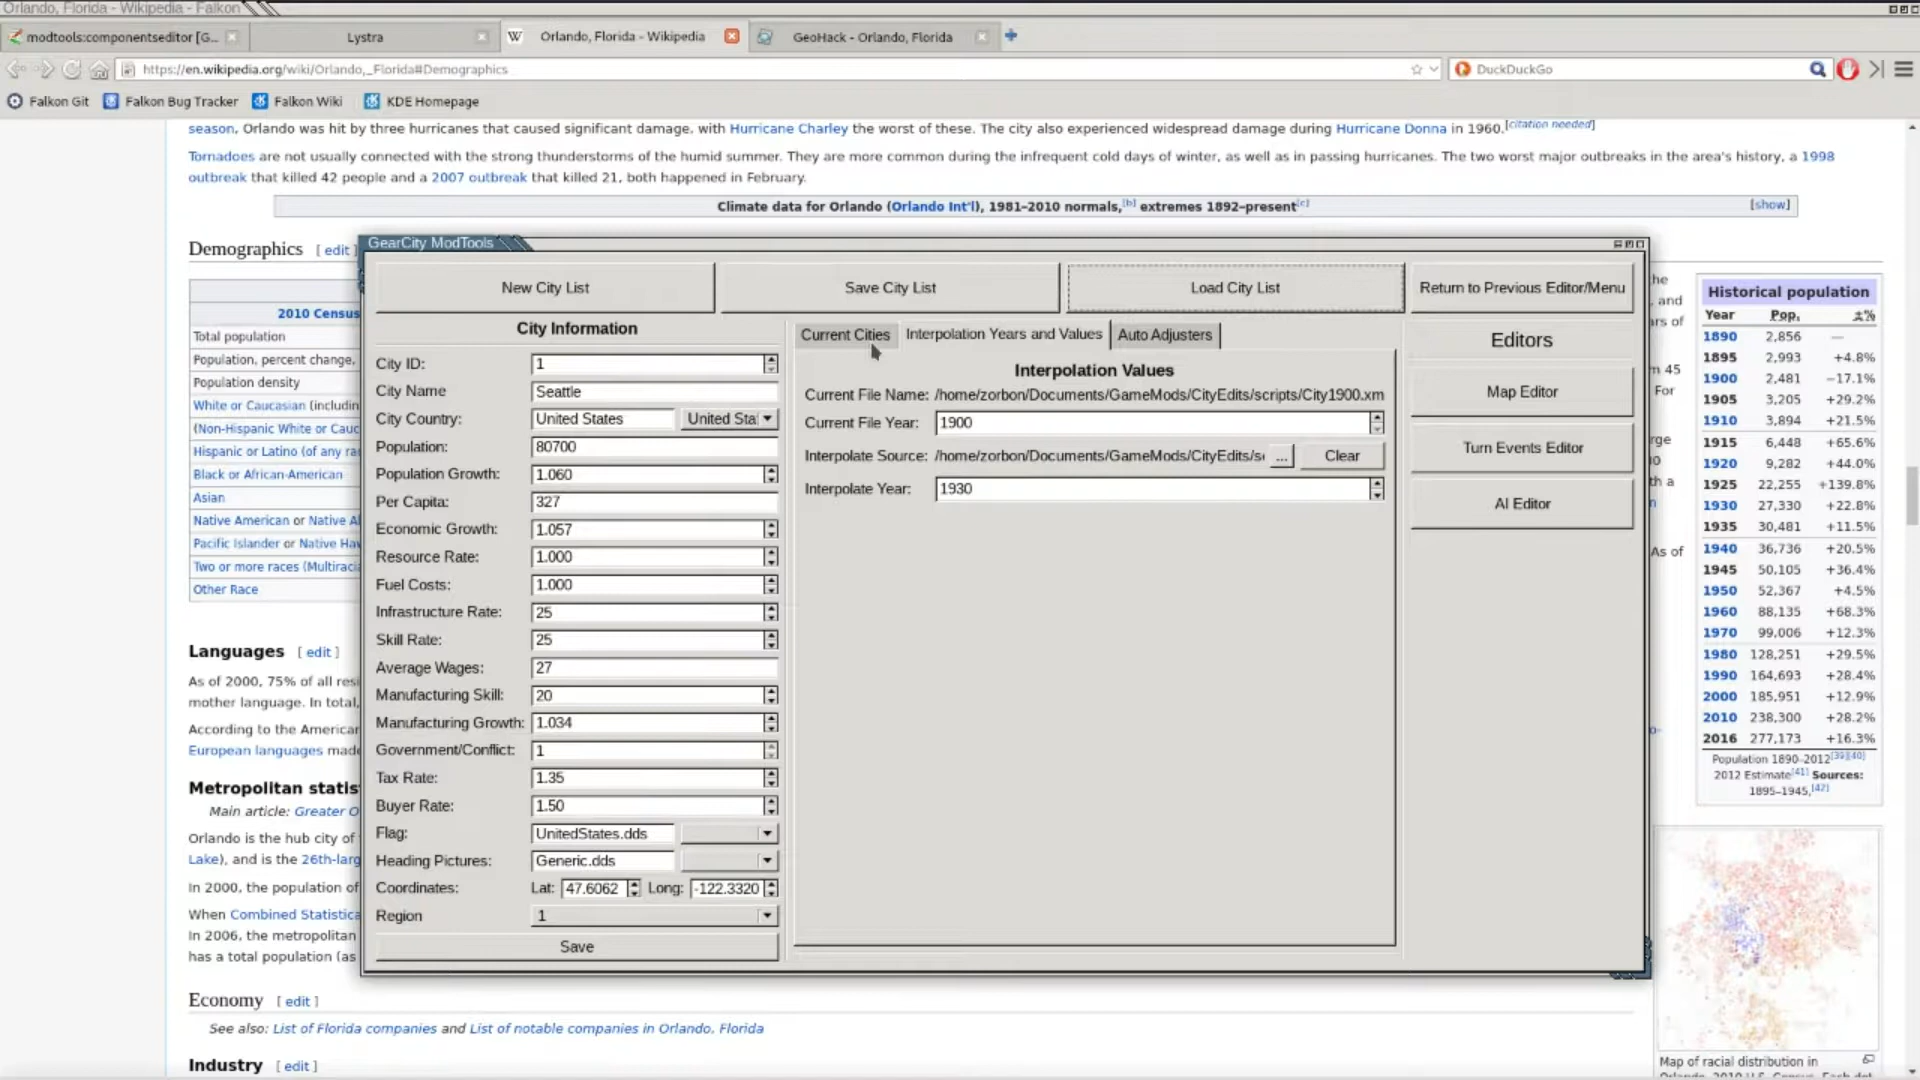 Orlando, Florida - Wikipedia - Falkon
modtools:componentseditor [G...
Lystra
W Orlando, Florida - Wikipedia
GeoHack - Orlando, Florida
https://en.wikipedia.org/wiki/Orlando,_Florida#Demographics
DuckDuckGo
Falkon Git Falkon Bug Tracker Falkon Wiki KDE Homepage
season, Orlando was hit by three hurricanes that caused significant damage, with Hurricane Charley the worst of these. The city also experienced widespread damage during Hurricane Donna in 1960.[citation needed]
Tornadoes are not usually connected with the strong thunderstorms of the humid summer. They are more common during the infrequent cold days of winter, as well as in passing hurricanes. The two worst major outbreaks in the area's history, a 1998
outbreak that killed 42 people and a 2007 outbreak that killed 21, both happened in February.
Climate data for Orlando (Orlando Int'l), 1981–2010 normals,[b] extremes 1892–present[c] [show]
Demographics [ edit ]
2010 Census
Total population
Population, percent change,
Population density
White or Caucasian (includin
(Non-Hispanic White or Cauc
Hispanic or Latino (of any ra
Black or African-American
Asian
Native American or Native Al
Pacific Islander or Native Hav
Two or more races (Multiracia
Other Race
Languages [ edit ]
As of 2000, 75% of all resi
mother language. In total,
According to the American
European languages made
Metropolitan statis
Main article: Greater O
Orlando is the hub city of
Lake), and is the 26th-larg
In 2000, the population of
When Combined Statistica
In 2006, the metropolitan
has a total population (as
Economy [ edit ]
See also: List of Florida companies and List of notable companies in Orlando, Florida
Industry [ edit ]
GearCity ModTools
New City List
Save City List
Load City List
Return to Previous Editor/Menu
City Information
City ID: 1
City Name Seattle
City Country: United States United Sta
Population: 80700
Population Growth: 1.060
Per Capita: 327
Economic Growth: 1.057
Resource Rate: 1.000
Fuel Costs: 1.000
Infrastructure Rate: 25
Skill Rate: 25
Average Wages: 27
Manufacturing Skill: 20
Manufacturing Growth: 1.034
Government/Conflict: 1
Tax Rate: 1.35
Buyer Rate: 1.50
Flag: UnitedStates.dds
Heading Pictures: Generic.dds
Coordinates: Lat: 47.6062 Long: -122.3320
Region 1
Save
Current Cities
Interpolation Years and Values
Auto Adjusters
Interpolation Values
Current File Name: /home/zorbon/Documents/GameMods/CityEdits/scripts/City1900.xm
Current File Year: 1900
Interpolate Source: /home/zorbon/Documents/GameMods/CityEdits/s ... Clear
Interpolate Year: 1930
Editors
Map Editor
Turn Events Editor
AI Editor
Historical population
Year Pop. ±%
1890 2,856 —
1895 2,993 +4.8%
1900 2,481 −17.1%
1905 3,205 +29.2%
1910 3,894 +21.5%
1915 6,448 +65.6%
1920 9,282 +44.0%
1925 22,255 +139.8%
1930 27,330 +22.8%
1935 30,481 +11.5%
1940 36,736 +20.5%
1945 50,105 +36.4%
1950 52,367 +4.5%
1960 88,135 +68.3%
1970 99,006 +12.3%
1980 128,251 +29.5%
1990 164,693 +28.4%
2000 185,951 +12.9%
2010 238,300 +28.2%
2016 277,173 +16.3%
Population 1890–2012[39][40]
2012 Estimate[41] Sources:
1895–1945,[42]
Map of racial distribution in